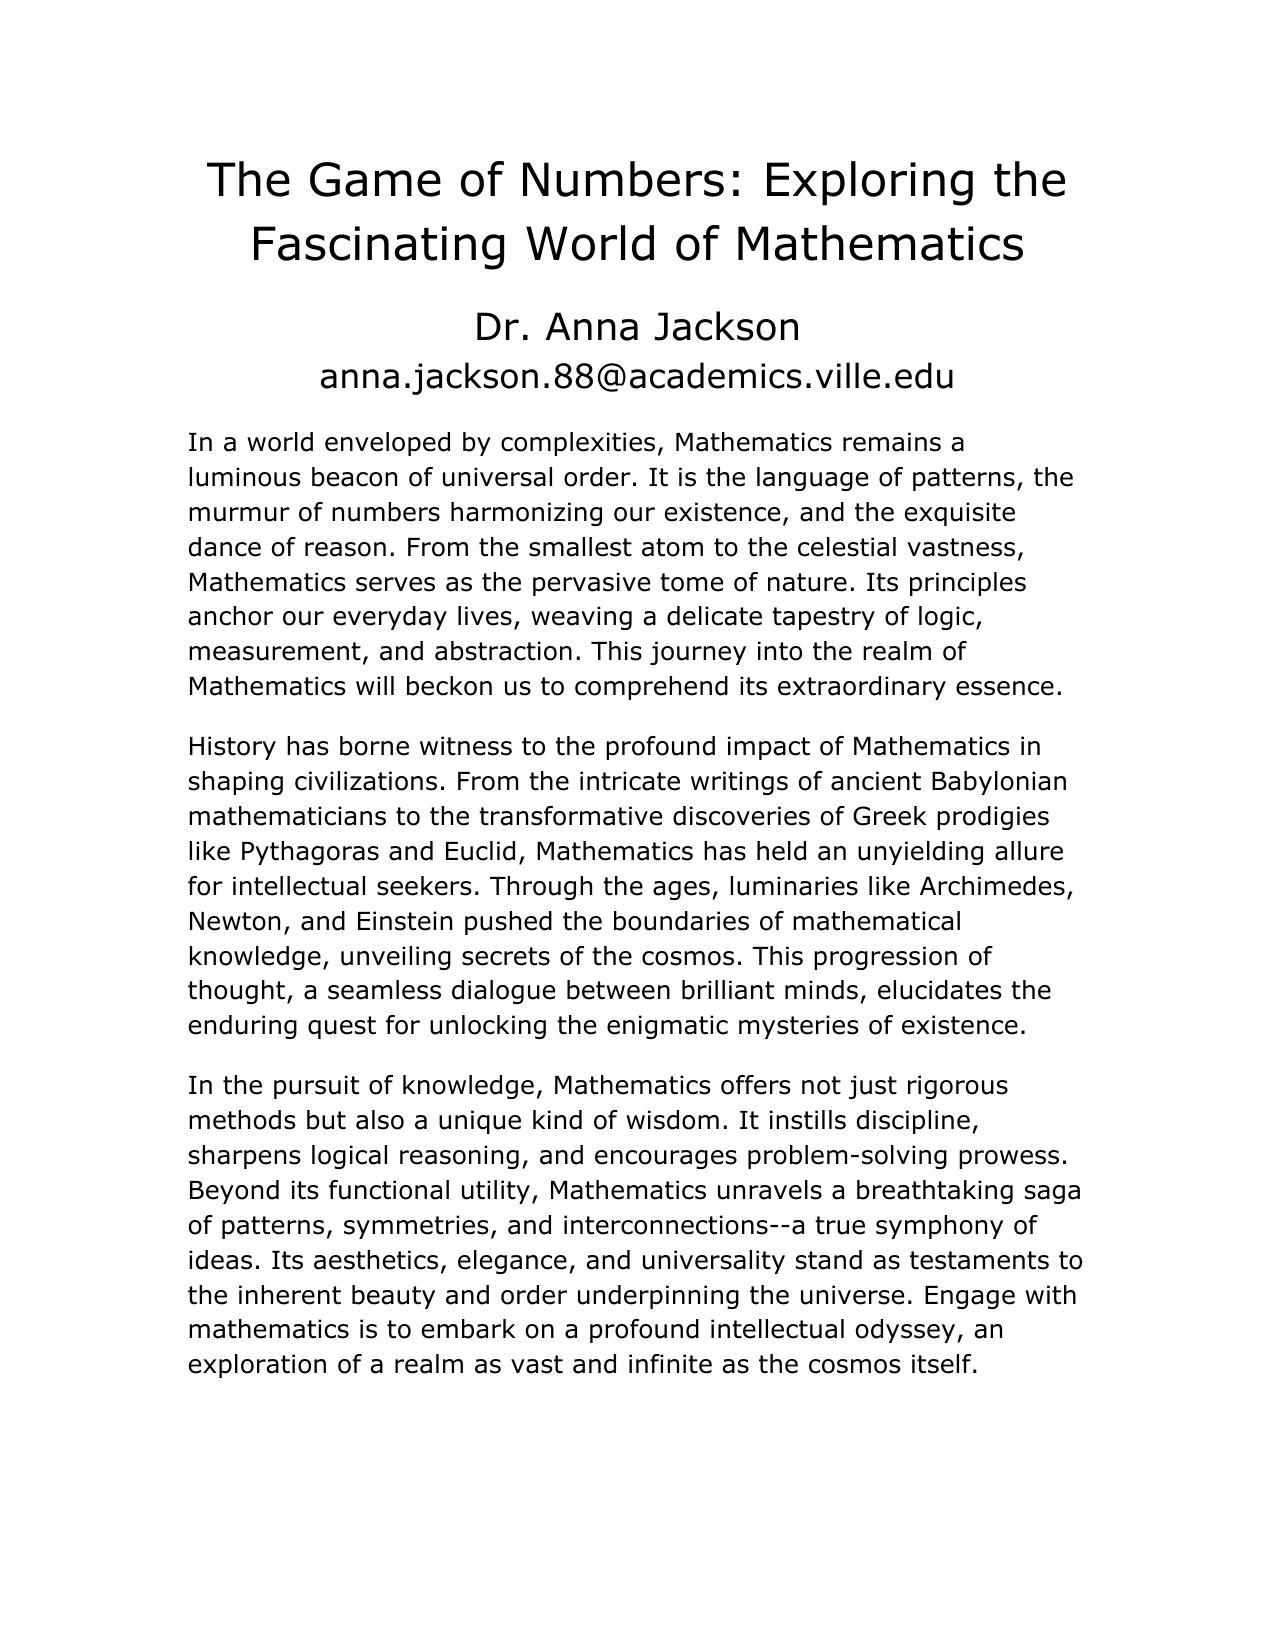 The Game of Numbers: Exploring the
Fascinating World of Mathematics
Dr. Anna Jackson
anna.jackson.88@academics.ville.edu
In a world enveloped by complexities, Mathematics remains a
luminous beacon of universal order. It is the language of patterns, the
murmur of numbers harmonizing our existence, and the exquisite
dance of reason. From the smallest atom to the celestial vastness,
Mathematics serves as the pervasive tome of nature. Its principles
anchor our everyday lives, weaving a delicate tapestry of logic,
measurement, and abstraction. This journey into the realm of
Mathematics will beckon us to comprehend its extraordinary essence.
History has borne witness to the profound impact of Mathematics in
shaping civilizations. From the intricate writings of ancient Babylonian
mathematicians to the transformative discoveries of Greek prodigies
like Pythagoras and Euclid, Mathematics has held an unyielding allure
for intellectual seekers. Through the ages, luminaries like Archimedes,
Newton, and Einstein pushed the boundaries of mathematical
knowledge, unveiling secrets of the cosmos. This progression of
thought, a seamless dialogue between brilliant minds, elucidates the
enduring quest for unlocking the enigmatic mysteries of existence.
In the pursuit of knowledge, Mathematics offers not just rigorous
methods but also a unique kind of wisdom. It instills discipline,
sharpens logical reasoning, and encourages problem-solving prowess.
Beyond its functional utility, Mathematics unravels a breathtaking saga
of patterns, symmetries, and interconnections--a true symphony of
ideas. Its aesthetics, elegance, and universality stand as testaments to
the inherent beauty and order underpinning the universe. Engage with
mathematics is to embark on a profound intellectual odyssey, an
exploration of a realm as vast and infinite as the cosmos itself.